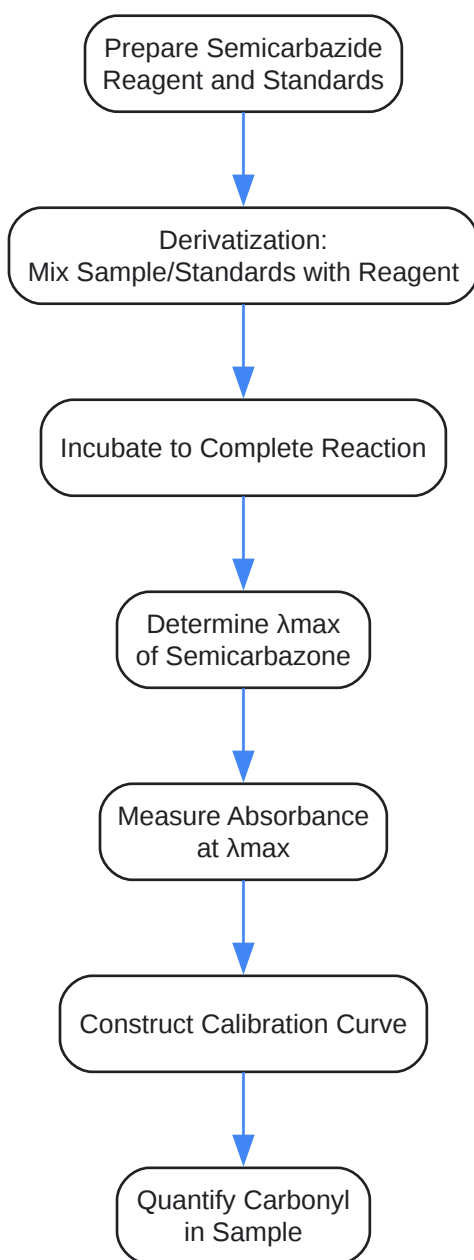 Prepare Semicarbazide
Reagent and Standards
Derivatization:
Mix Sample/Standards with Reagent
Incubate to Complete Reaction
Determine λmax
of Semicarbazone
Measure Absorbance
at λmax
Construct Calibration Curve
Quantify Carbonyl
in Sample